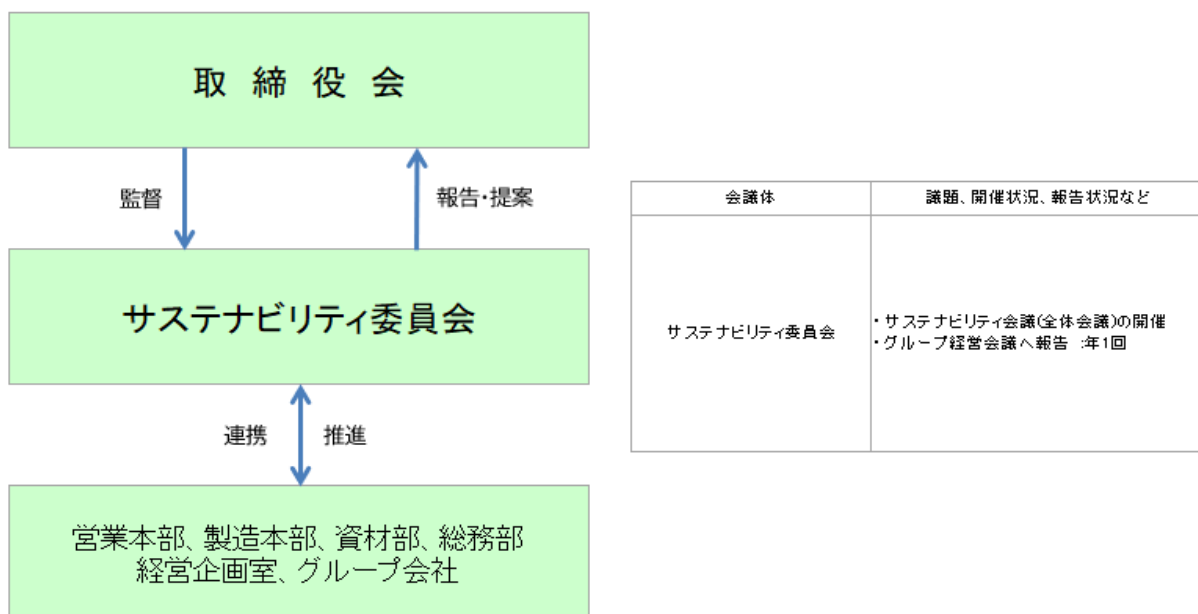 取 締 役 会
監督
報告・提案
サステナビリティ委員会
連携
推進
営業本部、製造本部、資材部、総務部
経営企画室、グループ会社
会議体
議題、開催状況、報告状況など
サステナビリティ委員会
・サステナビリティ会議(全体会議)の開催
・グループ経営会議へ報告 :年1回